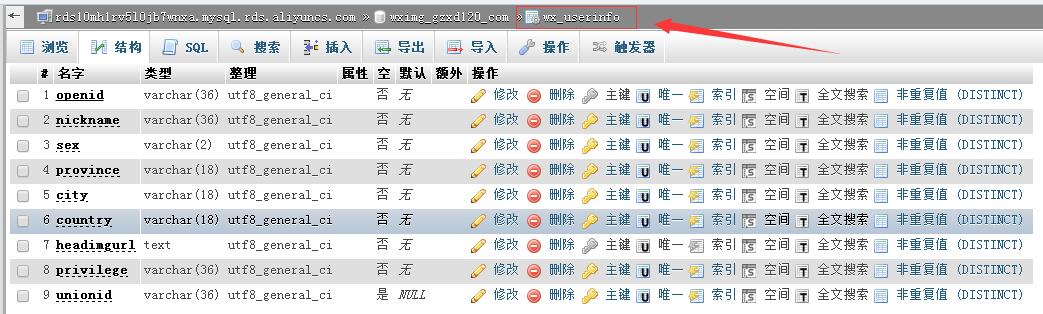 rds10mh1rv5l0jb7wnxa.mysql.rds.aliyuncs.com » wximg_gzxd120_com » wx_userinfo
浏览 结构 SQL 搜索 插入 导出 导入 操作 触发器
# 名字 类型 整理 属性 空 默认 额外 操作
1 openid varchar(36) utf8_general_ci 否 无 修改 删除 主键 U 唯一 索引 S 空间 T 全文搜索 非重复值 (DISTINCT)
2 nickname varchar(36) utf8_general_ci 否 无 修改 删除 主键 U 唯一 索引 S 空间 T 全文搜索 非重复值 (DISTINCT)
3 sex varchar(2) utf8_general_ci 否 无 修改 删除 主键 U 唯一 索引 S 空间 T 全文搜索 非重复值 (DISTINCT)
4 province varchar(18) utf8_general_ci 否 无 修改 删除 主键 U 唯一 索引 S 空间 T 全文搜索 非重复值 (DISTINCT)
5 city varchar(18) utf8_general_ci 否 无 修改 删除 主键 U 唯一 索引 S 空间 T 全文搜索 非重复值 (DISTINCT)
6 country varchar(18) utf8_general_ci 否 无 修改 删除 主键 U 唯一 索引 S 空间 T 全文搜索 非重复值 (DISTINCT)
7 headimgurl text utf8_general_ci 否 无 修改 删除 主键 U 唯一 索引 S 空间 T 全文搜索 非重复值 (DISTINCT)
8 privilege varchar(36) utf8_general_ci 否 无 修改 删除 主键 U 唯一 索引 S 空间 T 全文搜索 非重复值 (DISTINCT)
9 unionid varchar(36) utf8_general_ci 是 NULL 修改 删除 主键 U 唯一 索引 S 空间 T 全文搜索 非重复值 (DISTINCT)